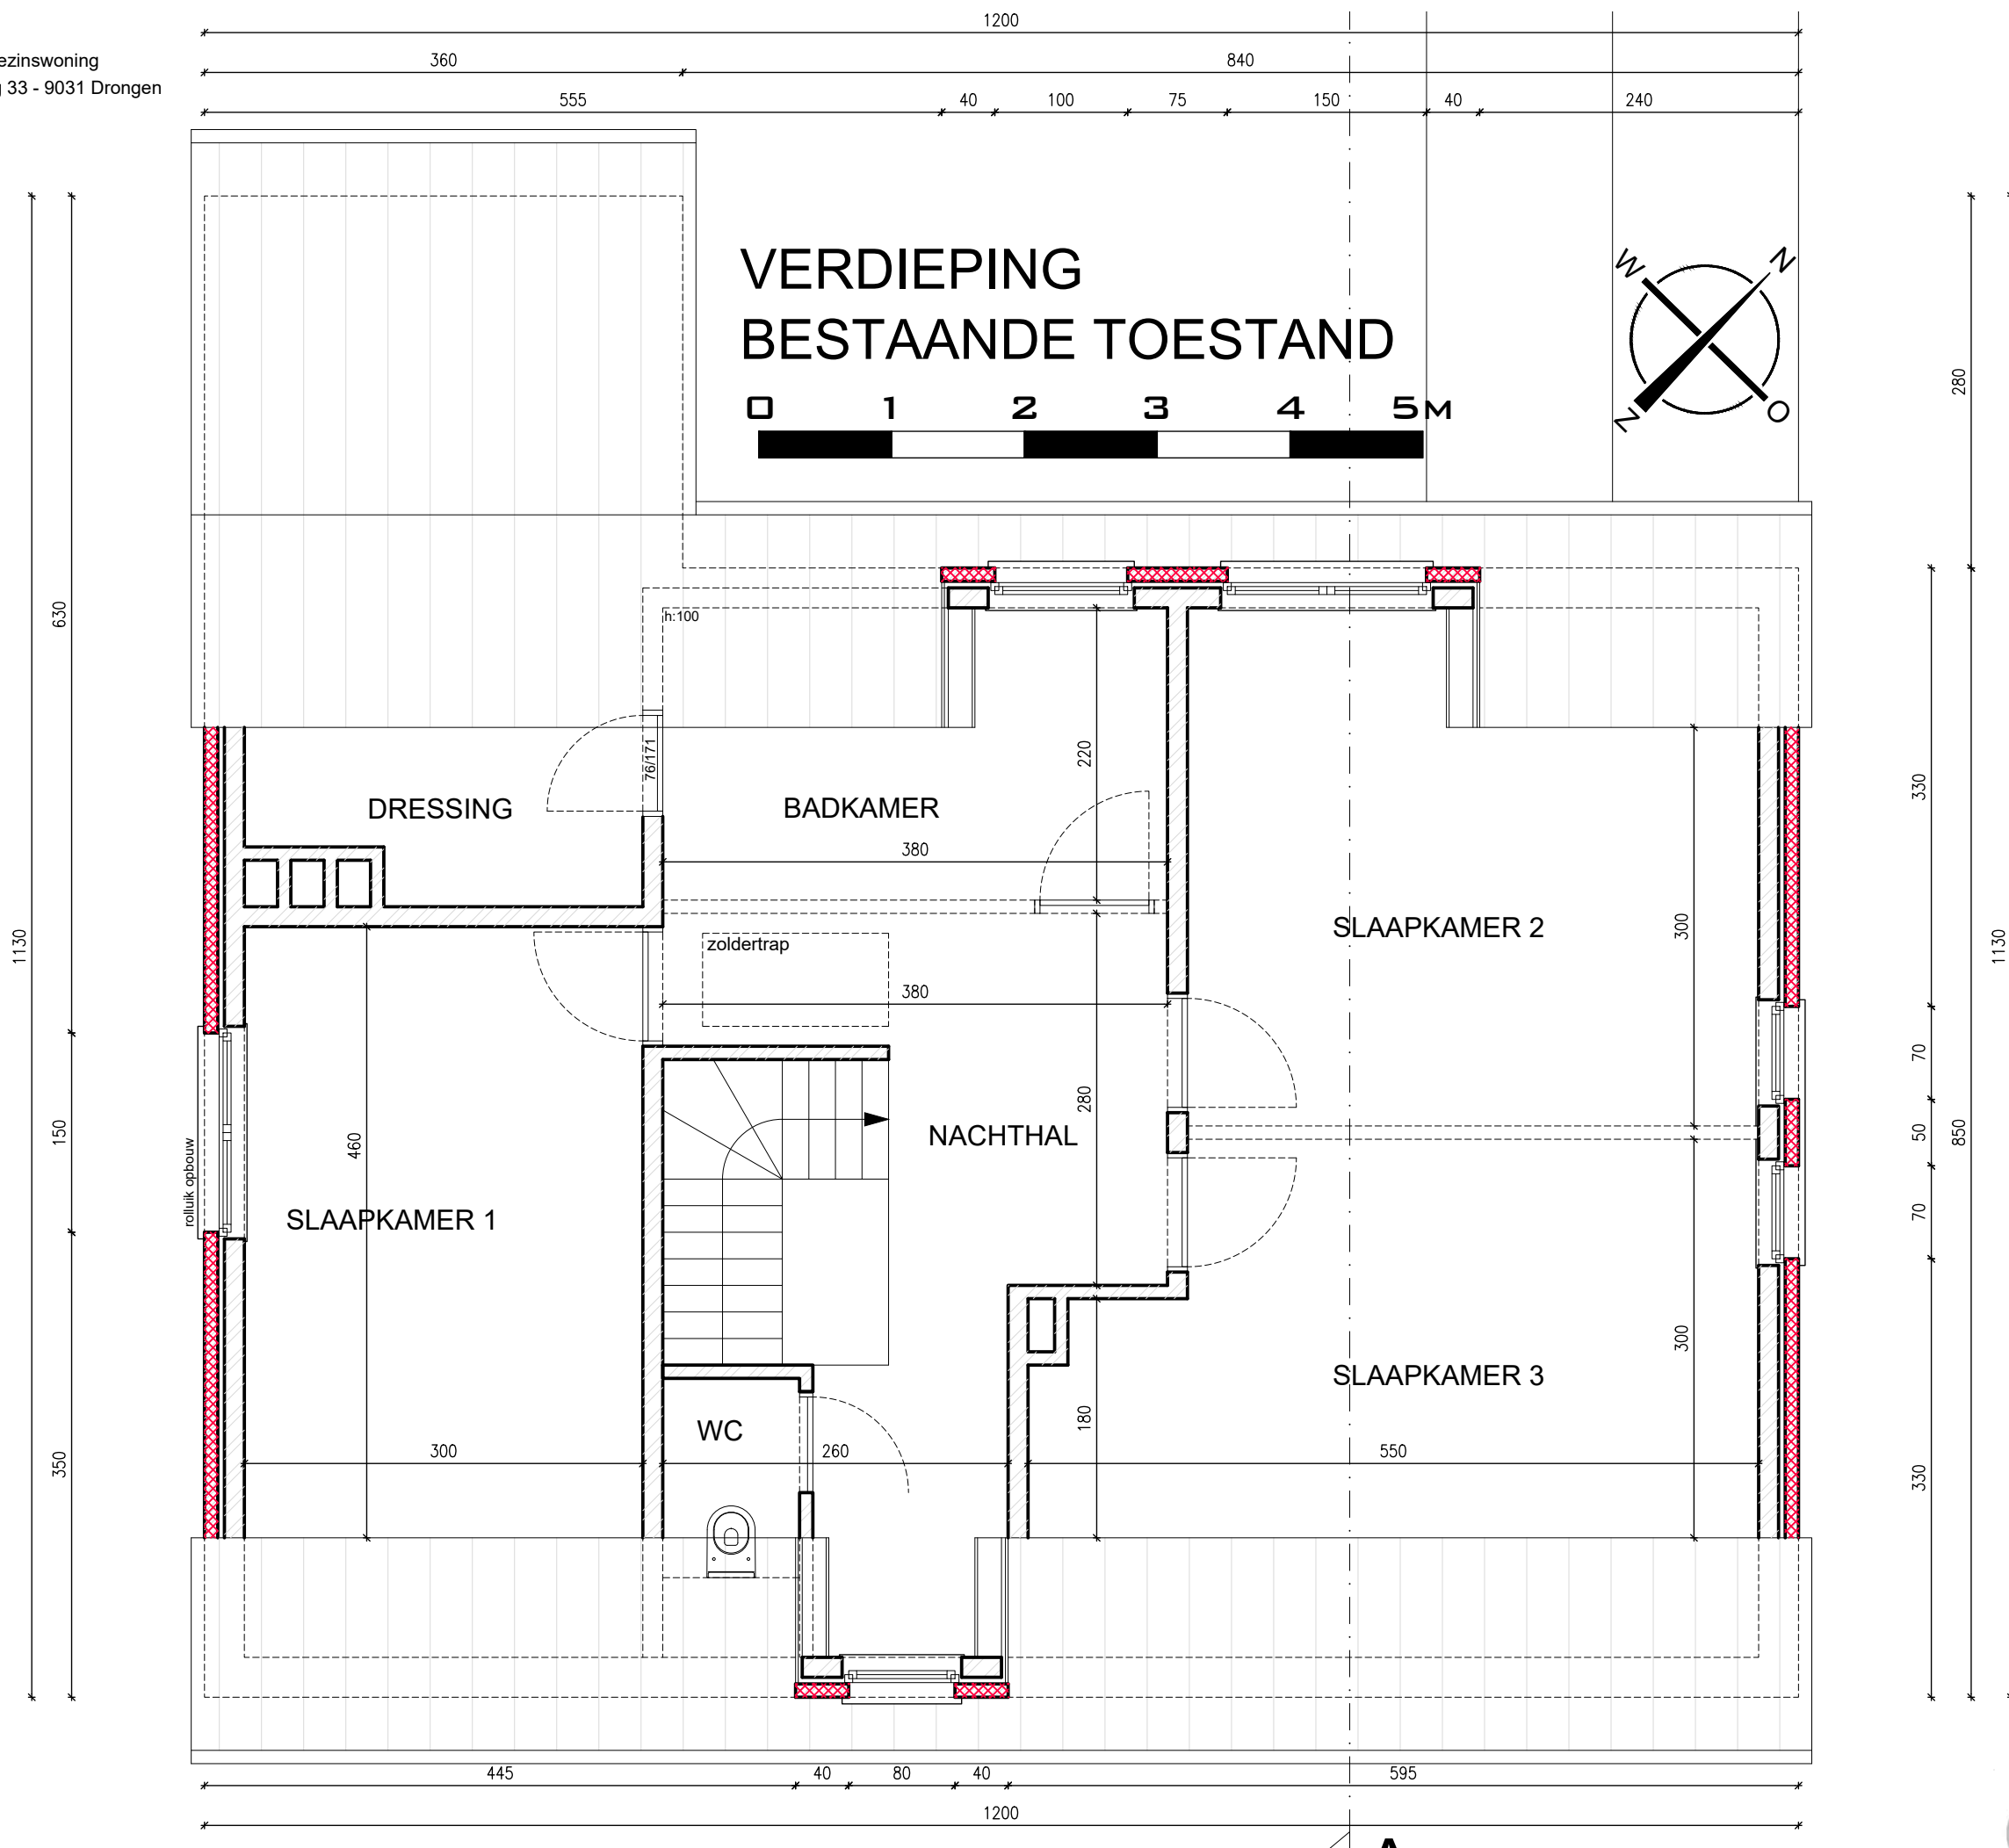 1200
ezinswoning
360 840
33 - 9031 Drongen
555 40 100 75 150 40 240
VERDIEPING
BESTAANDE TOESTAND
0 1 2 3 4 5M
W N
Z O
280
630
h:100
76/171
220
330
DRESSING BADKAMER
380
SLAAPKAMER 2
300
zoldertrap
1130
1130
380
70
280
150
460
NACHTHAL
50
850
rolluik opbouw
SLAAPKAMER 1
70
300
SLAAPKAMER 3
180
WC
350
300 260 550
330
445 40 80 40 595
1200
A